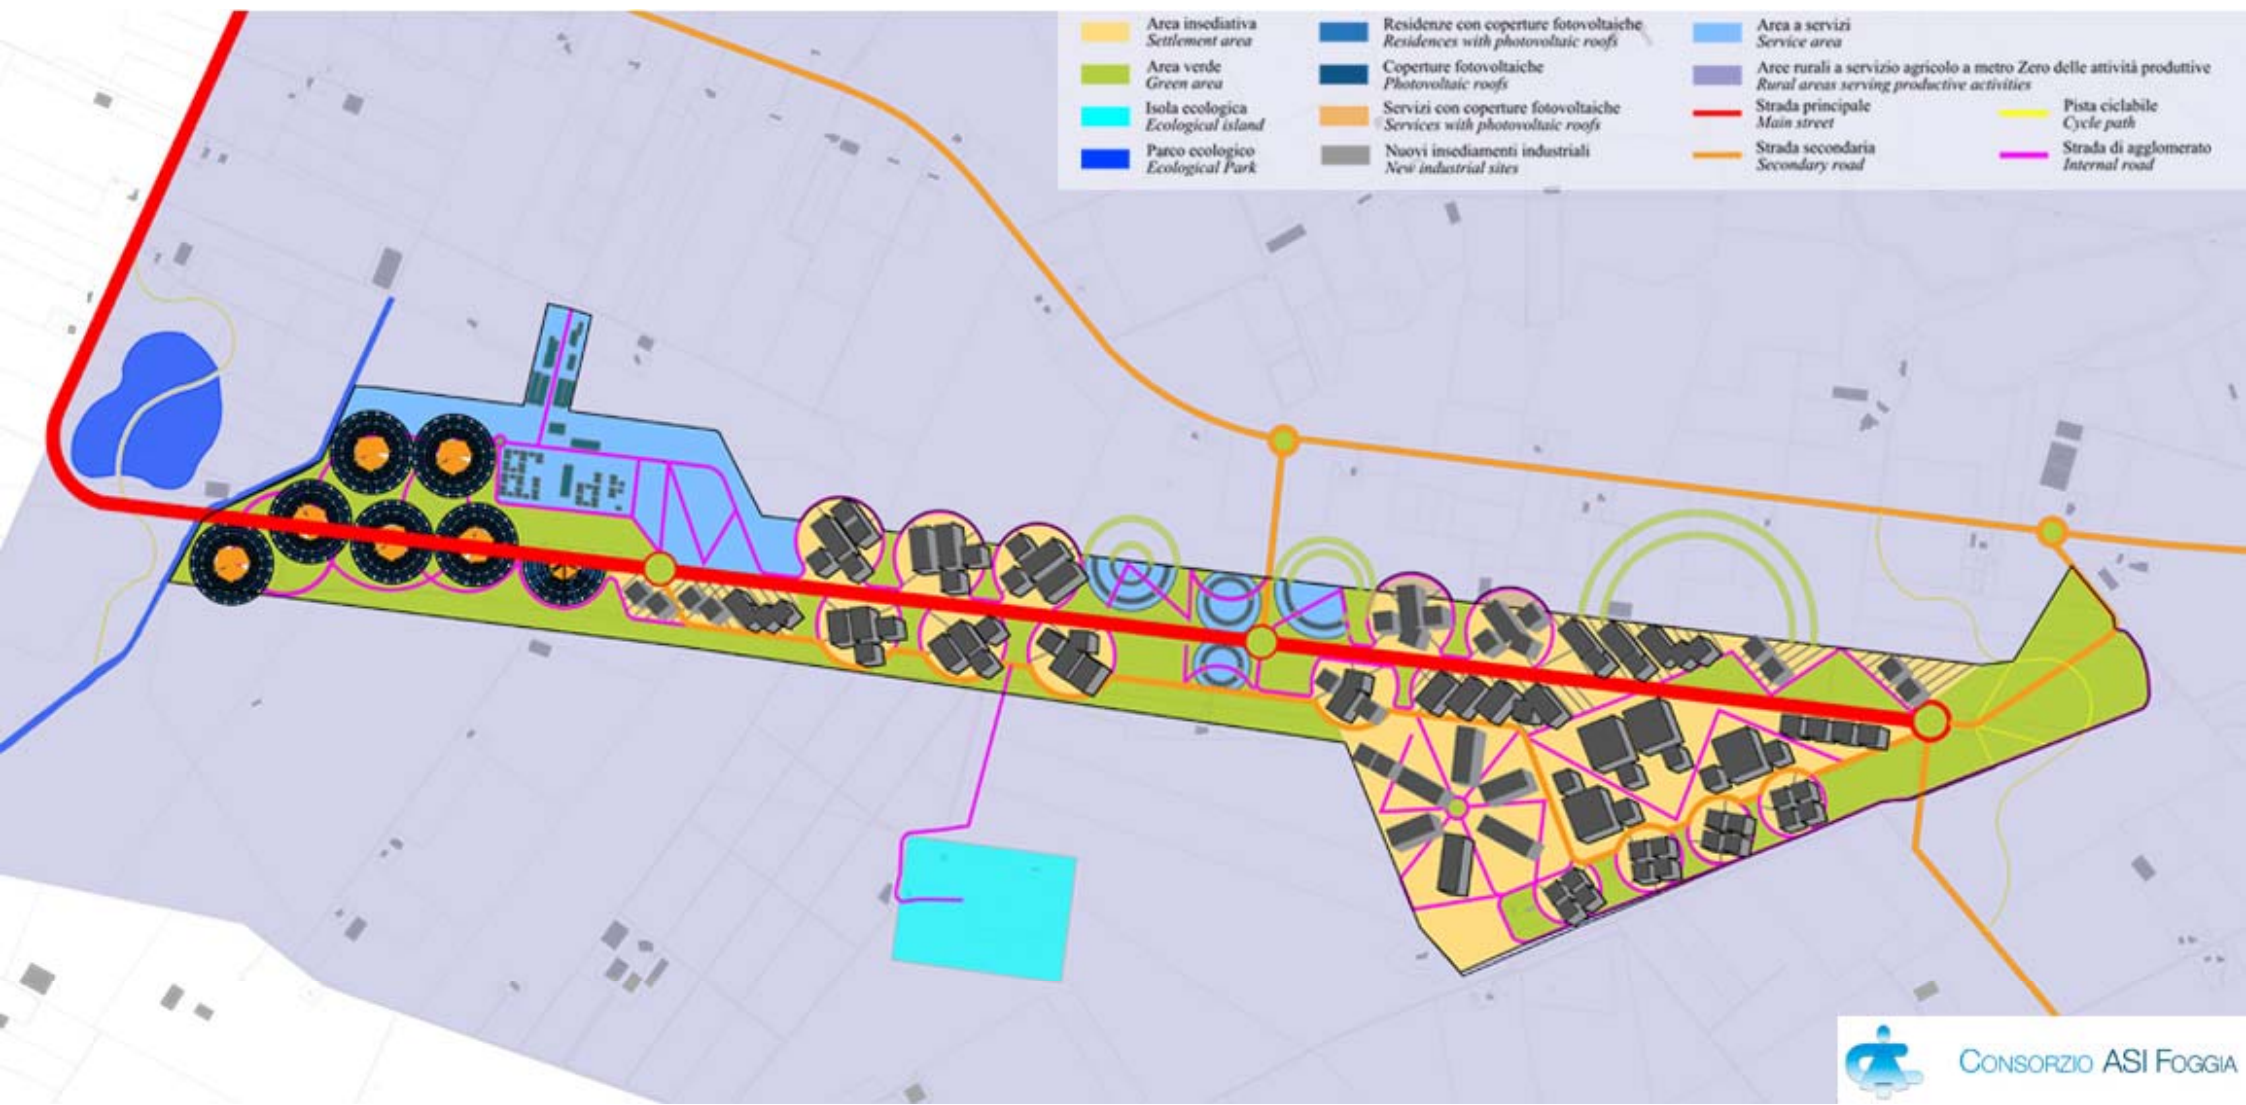 Area insediativa
Settlement area
Area verde
Green area
Isola ecologica
Ecological island
Parco ecologico
Ecological Park
Residenze con coperture fotovoltaiche
Residences with photovoltaic roofs
Coperture fotovoltaiche
Photovoltaic roofs
Servizi con coperture fotovoltaiche
Services with photovoltaic roofs
Nuovi insediamenti industriali
New industrial sites
Area a servizi
Service area
Aree rurali a servizio agricolo a metro Zero delle attività produttive
Rural areas serving productive activities
Strada principale
Main street
Strada secondaria
Secondary road
Pista ciclabile
Cycle path
Strada di agglomerato
Internal road
CONSORZIO ASI FOGGIA